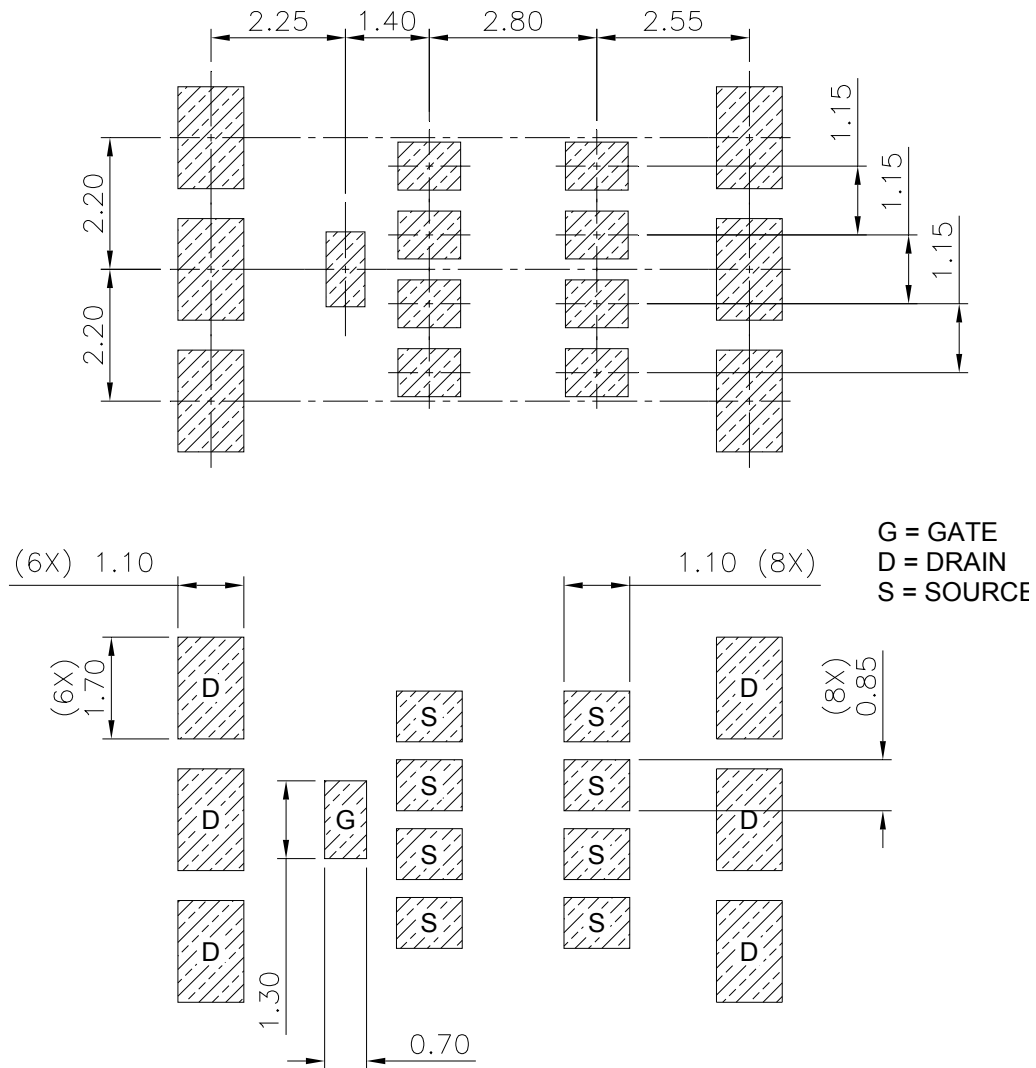 2.25 1.40 2.80 2.55
1.15
1.15
1.15
2.20
2.20
G = GATE
D = DRAIN
S = SOURCE
(6X) 1.10
1.10 (8X)
(6X)
1.70
(8X)
0.85
D
D
S
S
S
S
D
G
D
S
S
S
S
D
D
1.30
0.70